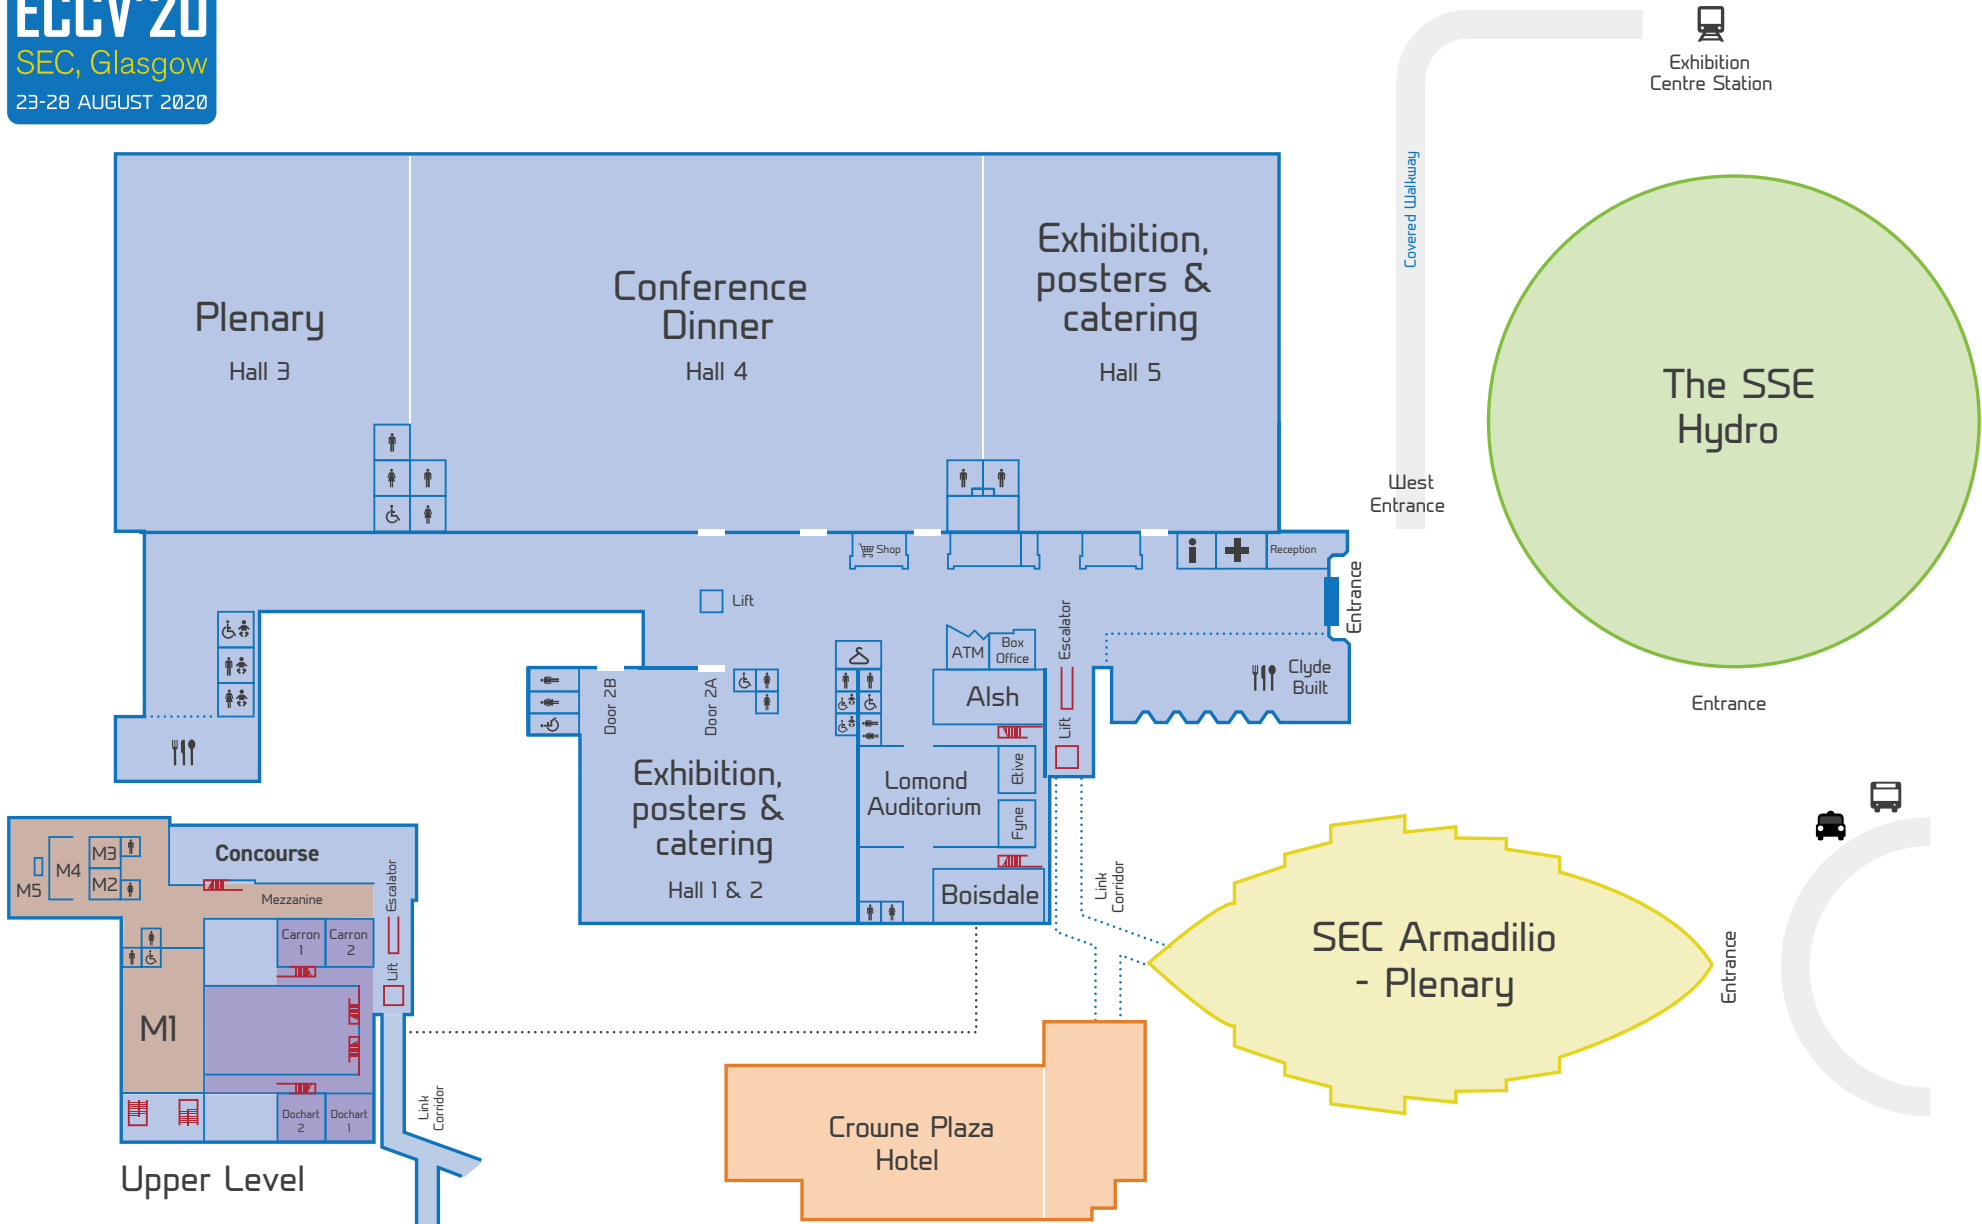 ECCV'20
SEC, Glasgow
23-28 AUGUST 2020
Exhibition
Centre Station
Covered Walkway
Plenary
Hall 3
Conference
Dinner
Hall 4
Exhibition,
posters &
catering
Hall 5
The SSE
Hydro
West
Entrance
Shop
Reception
Entrance
Lift
Escalator
ATM
Box
Office
Clyde
Built
Entrance
Door 2B
Door 2A
Alsh
Lift
Exhibition,
posters &
catering
Hall 1 & 2
Lomond
Auditorium
Etive
Fyne
Boisdale
Link
Corridor
SEC Armadilio
- Plenary
Entrance
Concourse
M3
M4
M2
M5
Mezzanine
Escalator
Carron
1
Carron
2
Lift
M1
Dochart
2
Dochart
1
Link
Corridor
Upper Level
Crowne Plaza
Hotel